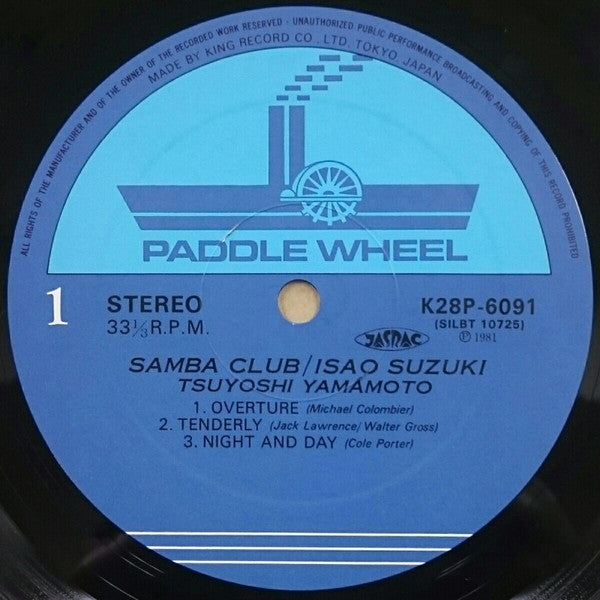 ALL RIGHTS OF THE MANUFACTURER AND OF THE OWNER OF THE RECORDED WORK RESERVED - UNAUTHORIZED PUBLIC PERFORMANCE BROADCASTING AND COPYING OF THIS RECORD PROHIBITED
MADE BY KING RECORD CO., LTD. TOKYO, JAPAN
PADDLE WHEEL
1 STEREO K28P-6091
33⅓ R.P.M. (SILBT 10725)
JASRAC Ⓟ 1981
SAMBA CLUB/ISAO SUZUKI
TSUYOSHI YAMAMOTO
1. OVERTURE (Michael Colombier)
2. TENDERLY (Jack Lawrence/ Walter Gross)
3. NIGHT AND DAY (Cole Porter)